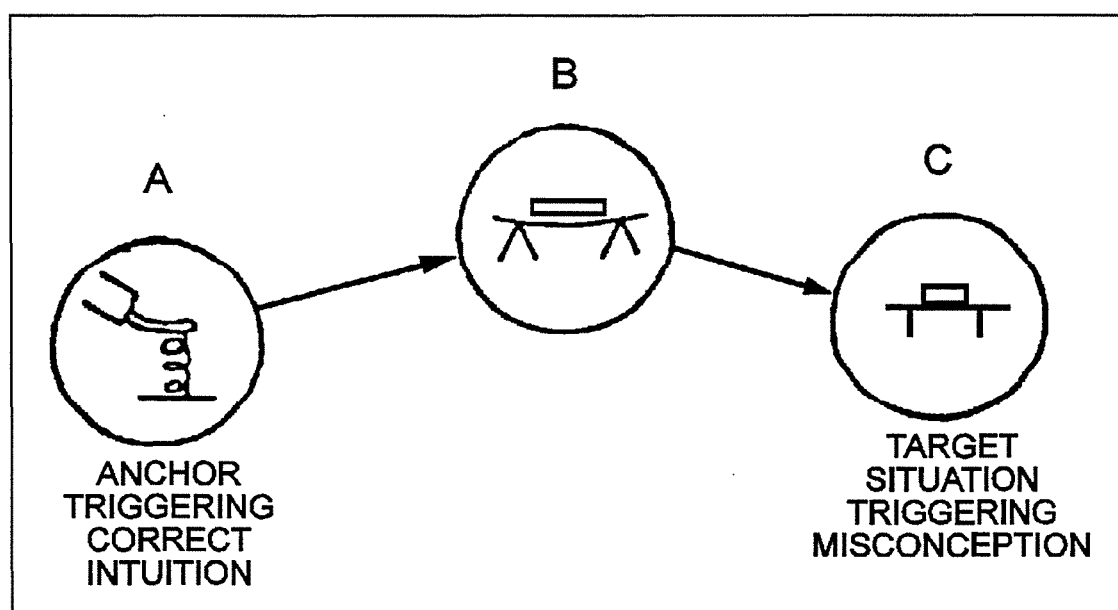 A
B
C
ANCHOR
TRIGGERING
CORRECT
INTUITION
TARGET
SITUATION
TRIGGERING
MISCONCEPTION